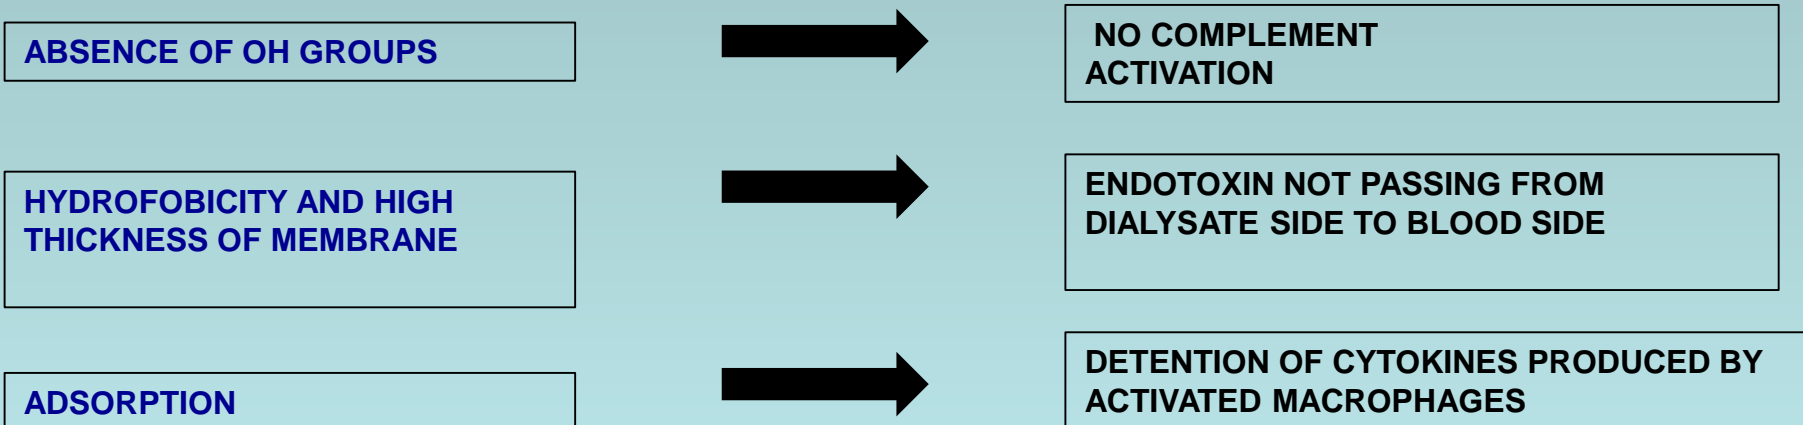 ABSENCE OF OH GROUPS
NO COMPLEMENT
ACTIVATION
HYDROFOBICITY AND HIGH
THICKNESS OF MEMBRANE
ENDOTOXIN NOT PASSING FROM
DIALYSATE SIDE TO BLOOD SIDE
ADSORPTION
DETENTION OF CYTOKINES PRODUCED BY
ACTIVATED MACROPHAGES